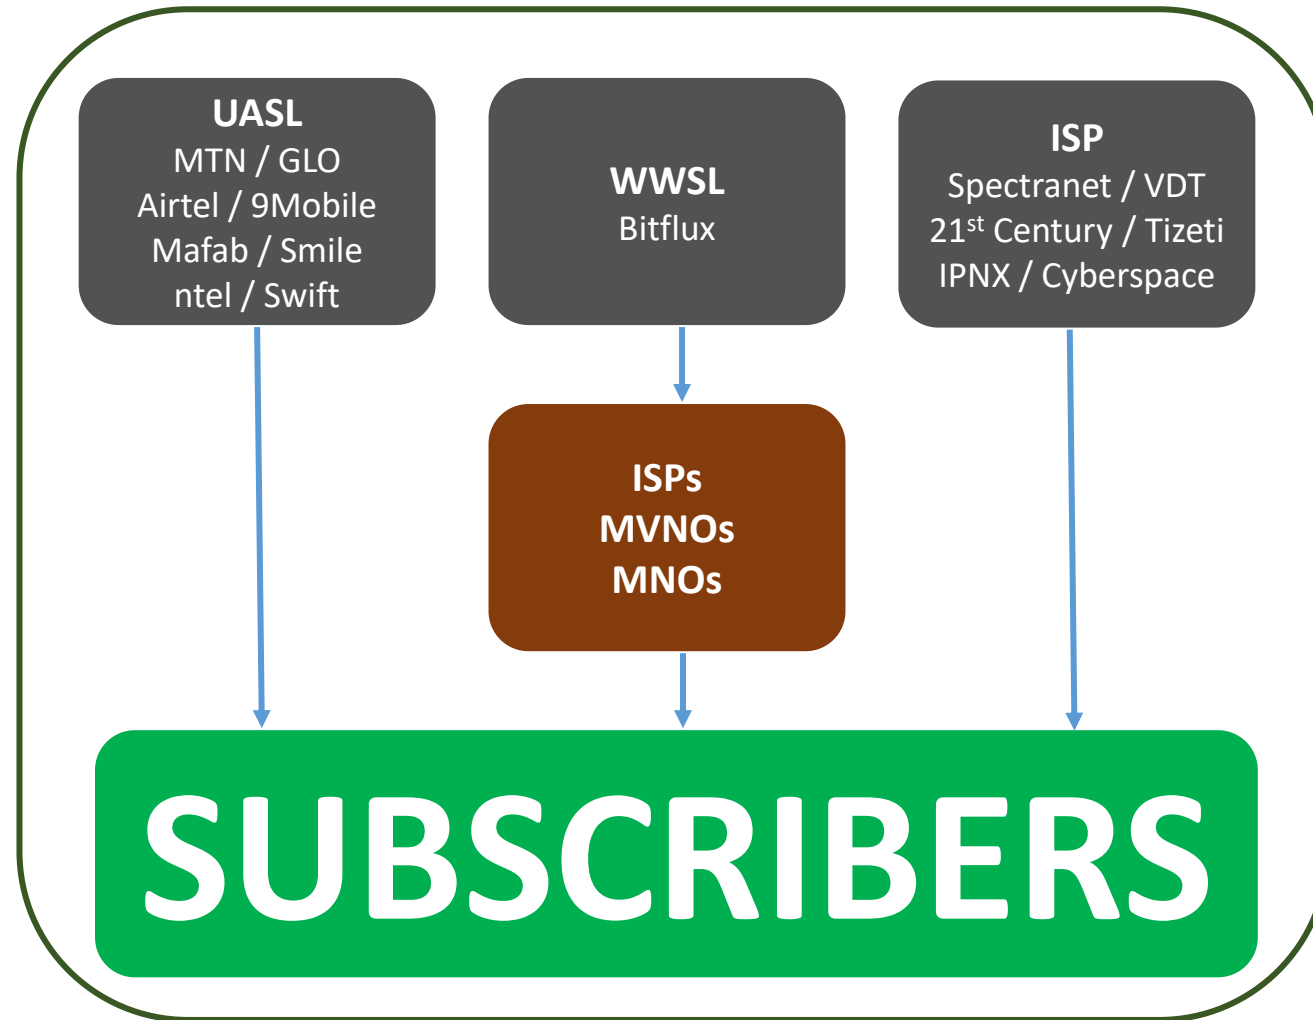 UASL
MTN / GLO
Airtel / 9Mobile
Mafab / Smile
ntel / Swift
WWSL
Bitflux
ISP
Spectranet / VDT
21st Century / Tizeti
IPNX / Cyberspace
ISPs
MVNOs
MNOs
SUBSCRIBERS